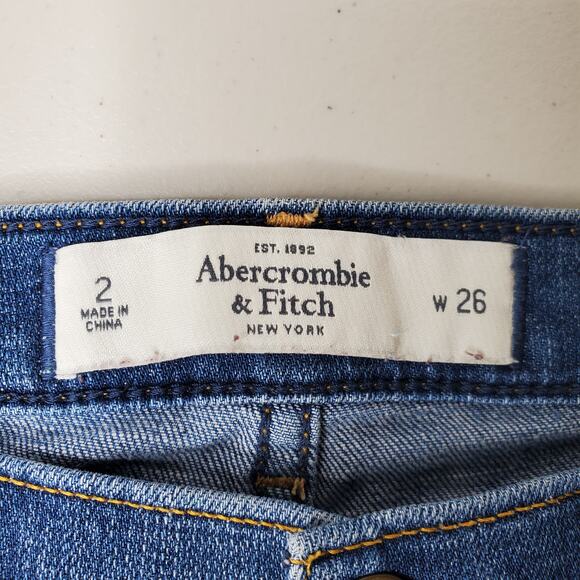 EST. 1892
Abercrombie
& Fitch
NEW YORK
2
MADE IN
CHINA
W 26